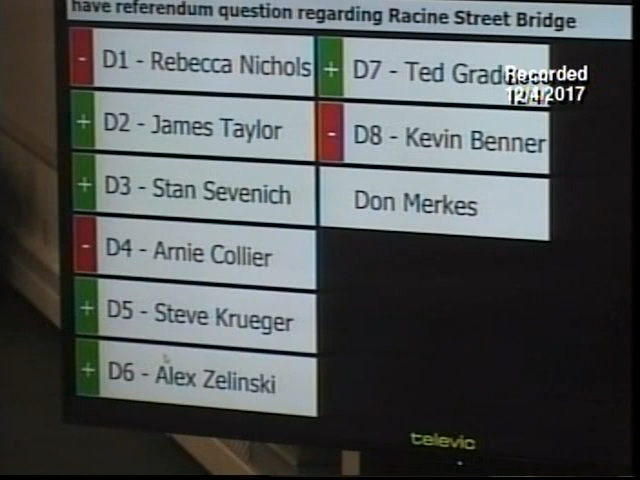 have referendum question regarding Racine Street Bridge
- D1 - Rebecca Nichols
+ D2 - James Taylor
+ D3 - Stan Sevenich
- D4 - Arnie Collier
+ D5 - Steve Krueger
+ D6 - Alex Zelinski
+ D7 - Ted
- D8 - Kevin Benner
Don Merkes
Recorded
12/4/2017
televic